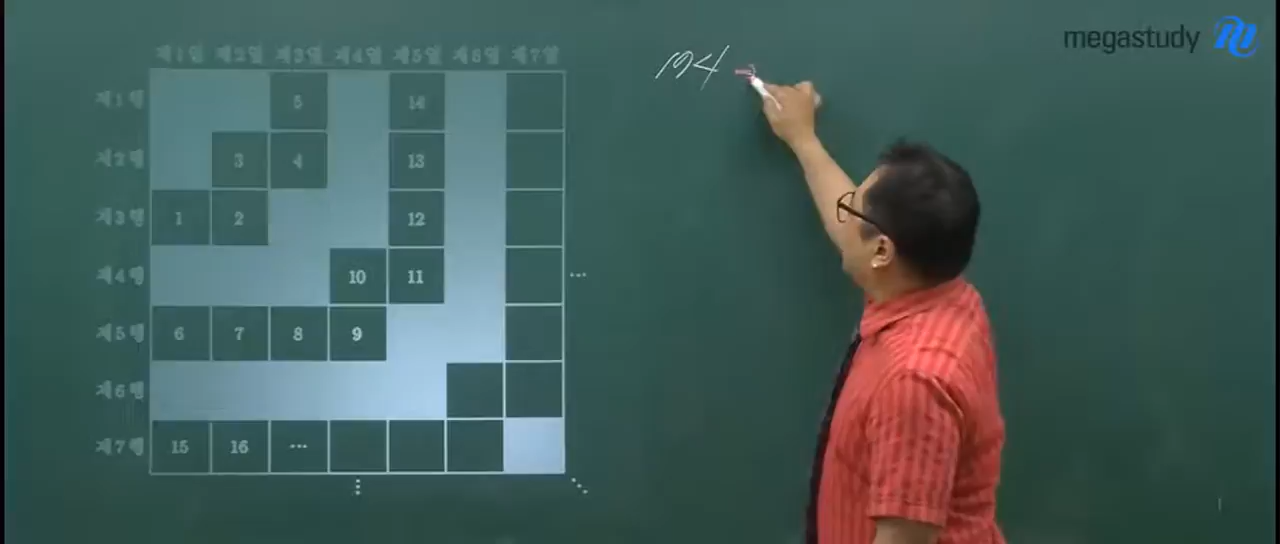 megastudy
제1열 제2열 제3열 제4열 제5열 제6열 제7열
제1행 5 14
제2행 3 4 13
제3행 1 2 12
제4행 10 11 ⋯
제5행 6 7 8 9
제6행
제7행 15 16 ⋯
⋮ ⋱
194